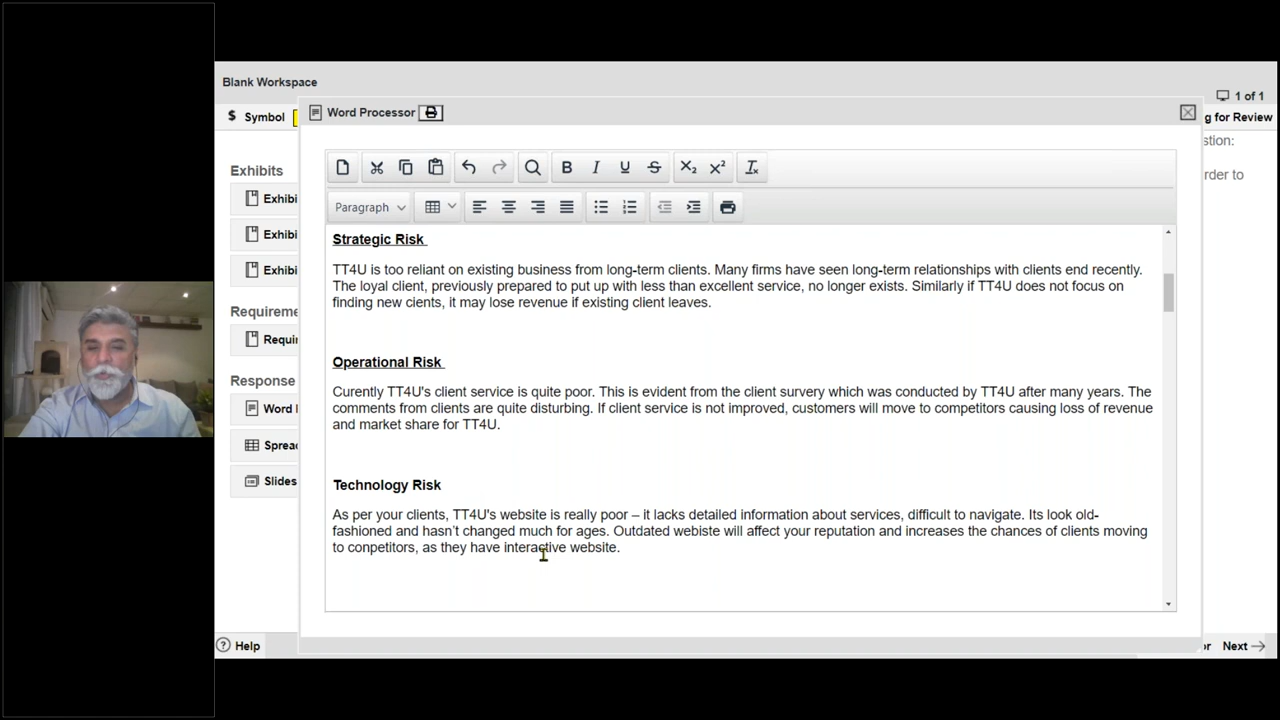 Blank Workspace
1 of 1
$ Symbol
Word Processor
g for Review
stion:
rder to
Exhibits
Exhibi
Exhibi
Exhibi
Requireme
Requir
Response
Word I
Spread
Slides
B I U S X₂ X² Ix
Paragraph
Strategic Risk
TT4U is too reliant on existing business from long-term clients. Many firms have seen long-term relationships with clients end recently.
The loyal client, previously prepared to put up with less than excellent service, no longer exists. Similarly if TT4U does not focus on
finding new cients, it may lose revenue if existing client leaves.
Operational Risk
Curently TT4U's client service is quite poor. This is evident from the client survery which was conducted by TT4U after many years. The
comments from clients are quite disturbing. If client service is not improved, customers will move to competitors causing loss of revenue
and market share for TT4U.
Technology Risk
As per your clients, TT4U's website is really poor – it lacks detailed information about services, difficult to navigate. Its look old-
fashioned and hasn't changed much for ages. Outdated webiste will affect your reputation and increases the chances of clients moving
to competitors, as they have interactive website.
Help
or
Next